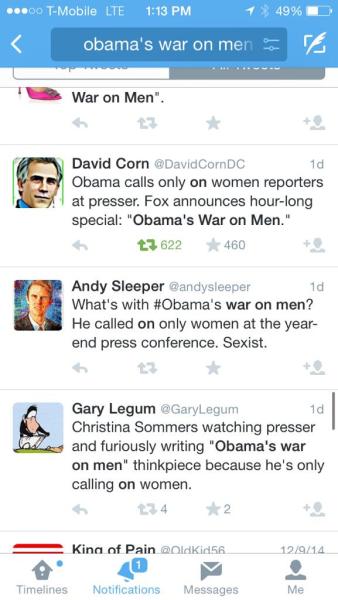 T-Mobile LTE 1:13 PM 49%
obama's war on men
War on Men".
David Corn @DavidCornDC 1d
Obama calls only on women reporters
at presser. Fox announces hour-long
special: "Obama's War on Men."
622 460
Andy Sleeper @andysleeper 1d
What's with #Obama's war on men?
He called on only women at the year-
end press conference. Sexist.
Gary Legum @GaryLegum 1d
Christina Sommers watching presser
and furiously writing "Obama's war
on men" thinkpiece because he's only
calling on women.
4 2
King of Pain @OldKid56 12/9/14
1
Timelines Notifications Messages Me